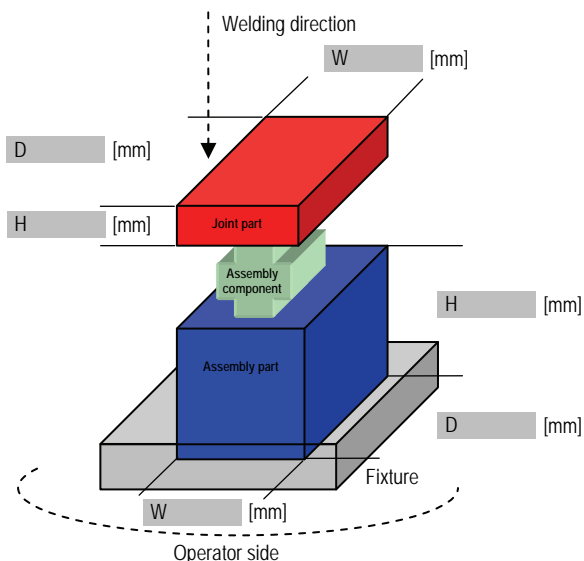 Welding direction
W [mm]
D [mm]
H [mm]
Joint part
Assembly
component
H [mm]
Assembly part
D [mm]
Fixture
W [mm]
Operator side